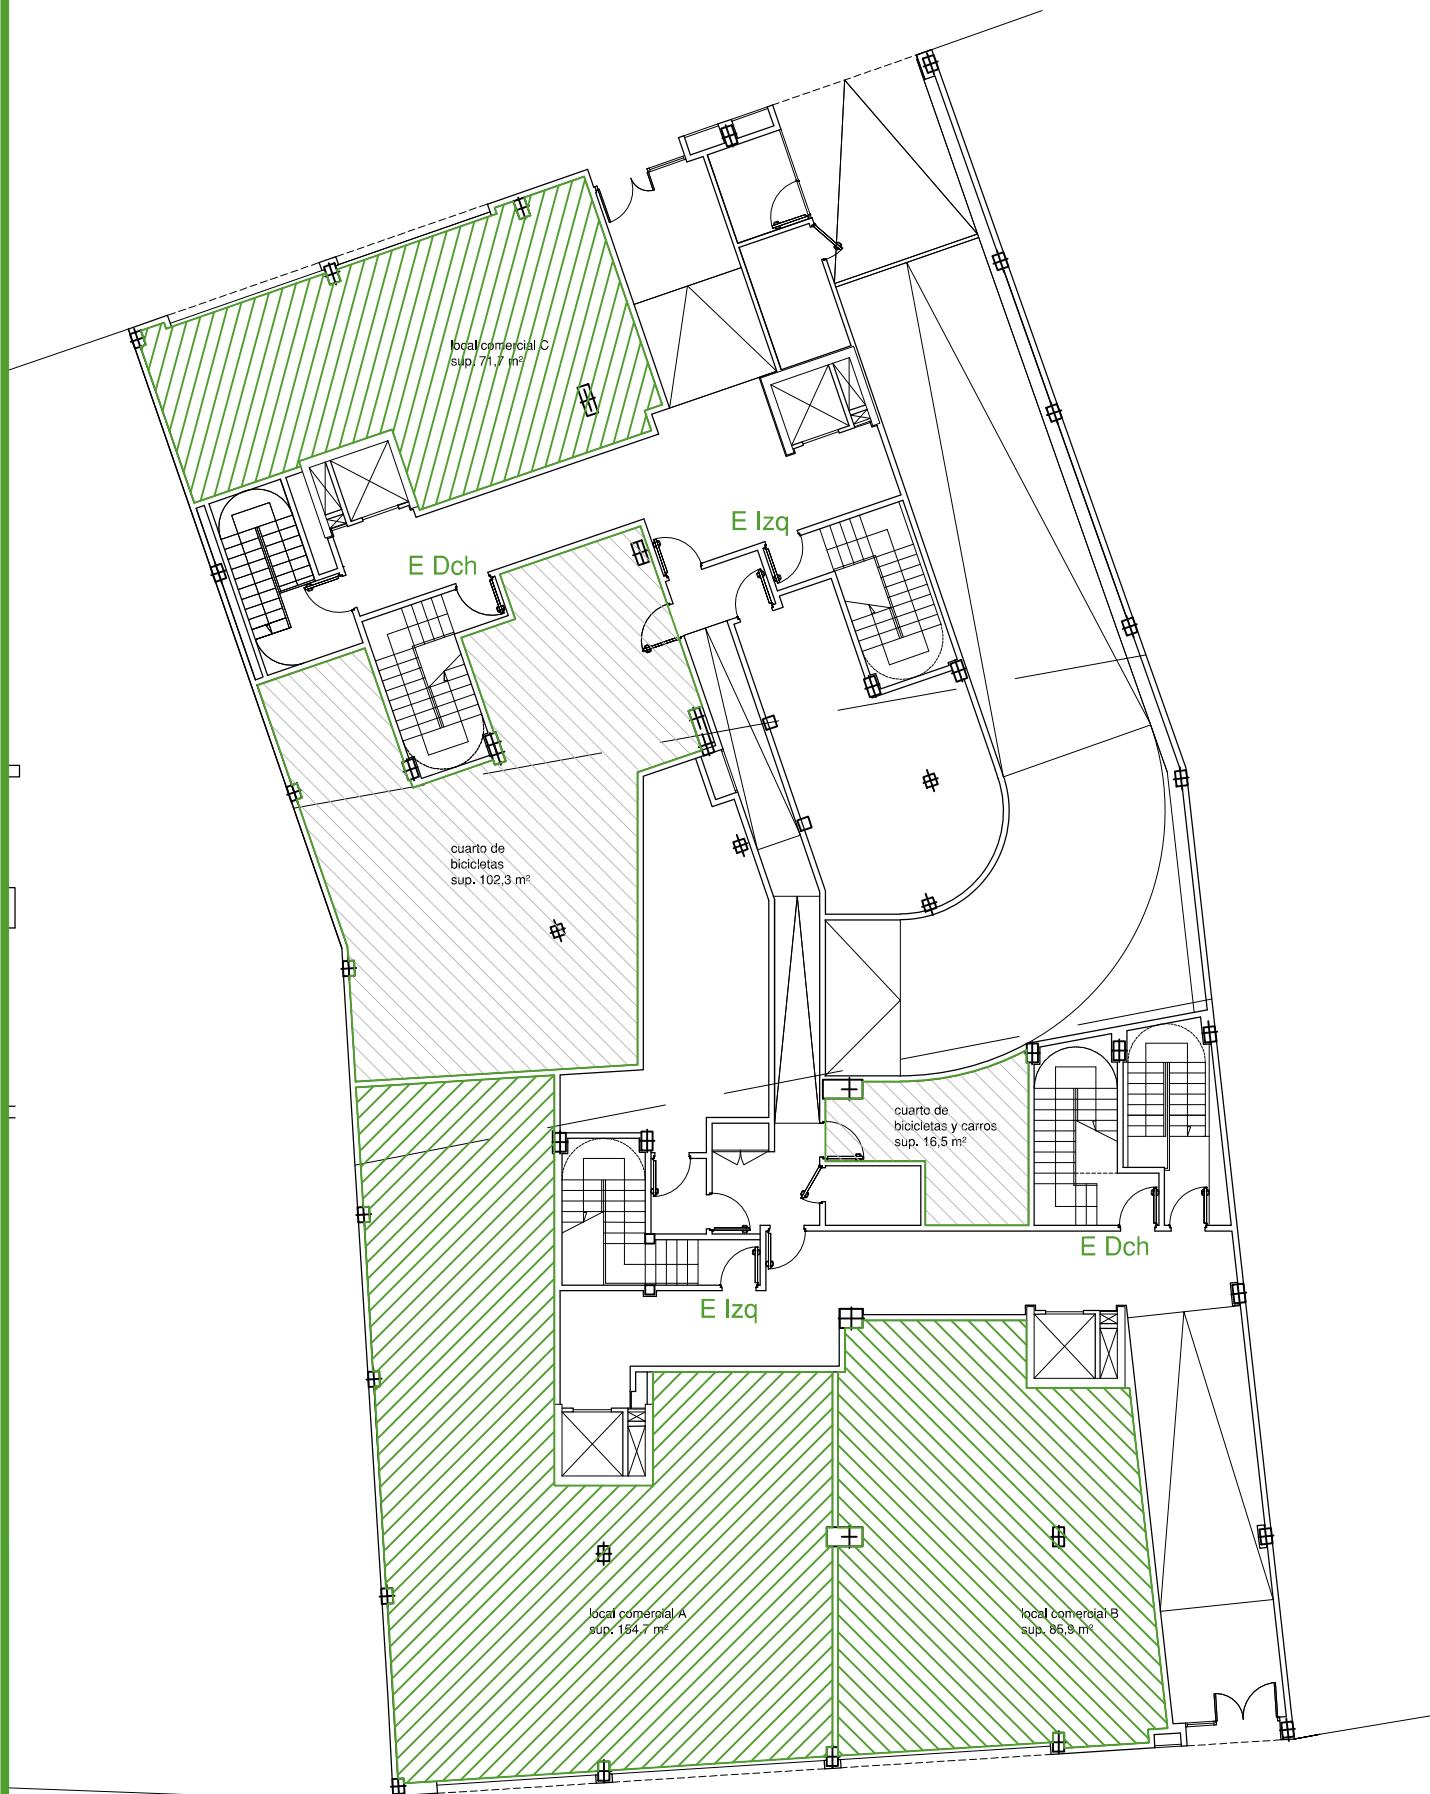 local comercial C
sup. 71,7 m²
E Izq
E Dch
cuarto de
bicicletas
sup. 102,3 m²
cuarto de
bicicletas y carros
sup. 16,5 m²
E Dch
E Izq
local comercial A
sup. 154,7 m²
local comercial B
sup. 85,9 m²